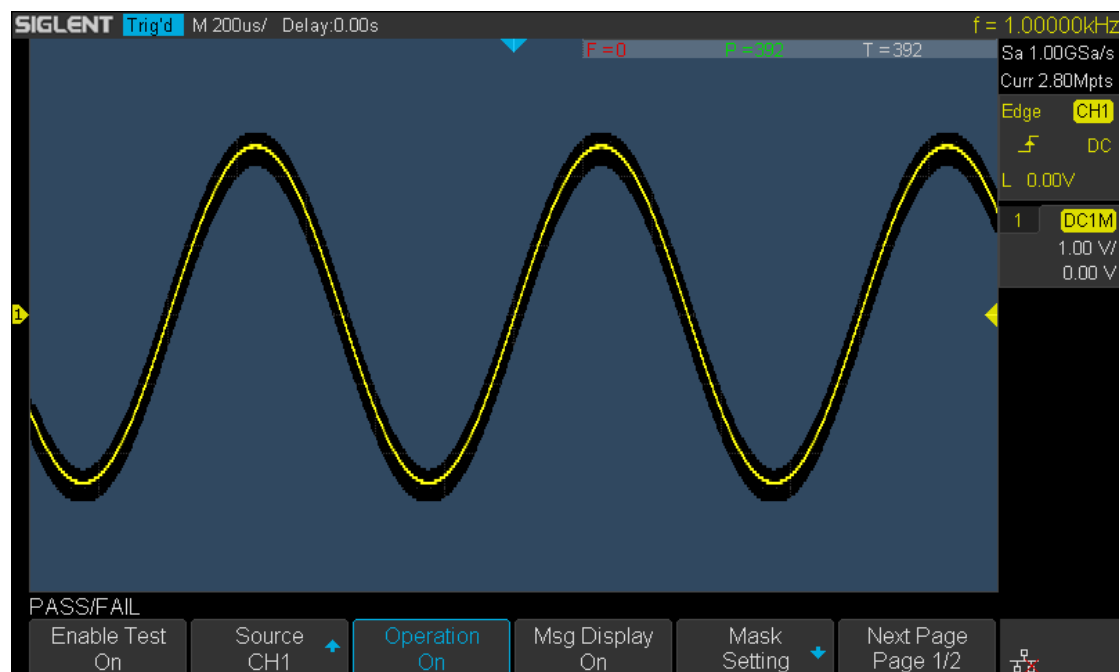 SIGLENT Trig'd M 200us/ Delay:0.00s f = 1.00000kHz
F =0 P =392 T =392
Sa 1.00GSa/s
Curr 2.80Mpts
Edge CH1
DC
L 0.00V
1 DC1M
1.00 V/
0.00 V
1
PASS/FAIL
Enable Test Source Operation Msg Display Mask Next Page
On CH1 On On Setting Page 1/2